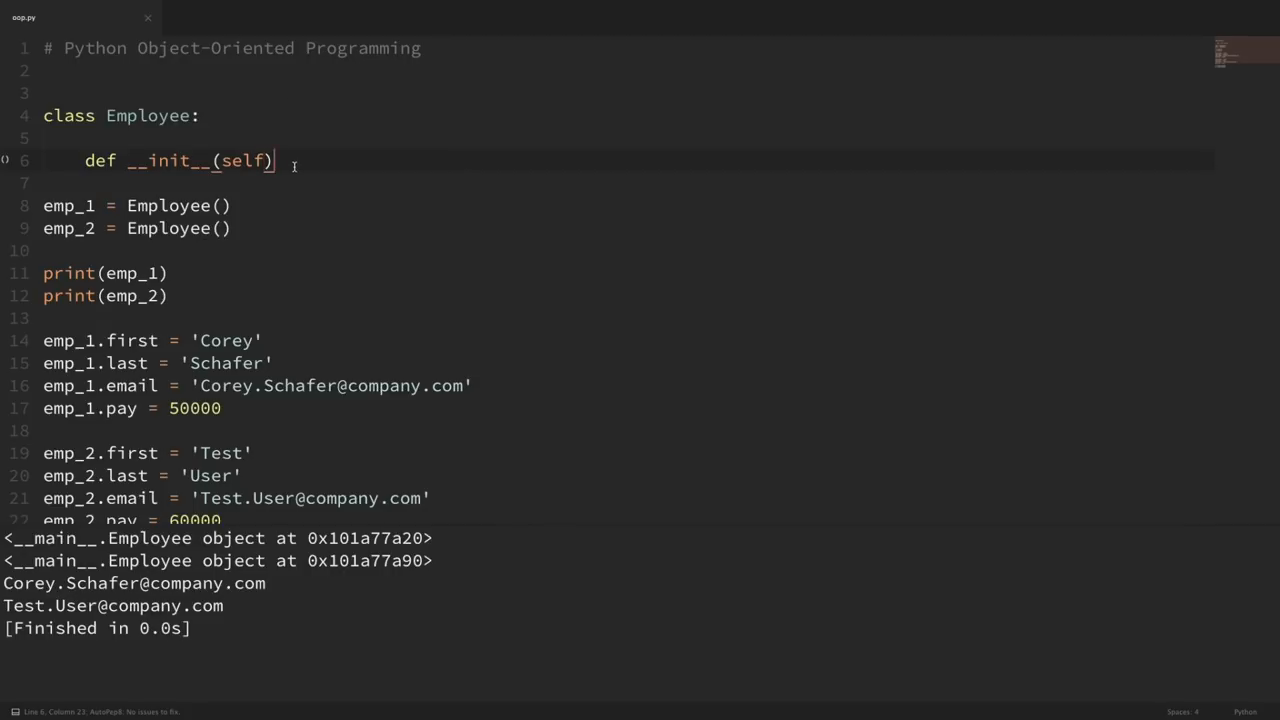 oop.py
1 # Python Object-Oriented Programming
2
3
4 class Employee:
5
6     def __init__(self)
7
8 emp_1 = Employee()
9 emp_2 = Employee()
10
11 print(emp_1)
12 print(emp_2)
13
14 emp_1.first = 'Corey'
15 emp_1.last = 'Schafer'
16 emp_1.email = 'Corey.Schafer@company.com'
17 emp_1.pay = 50000
18
19 emp_2.first = 'Test'
20 emp_2.last = 'User'
21 emp_2.email = 'Test.User@company.com'
22 emp_2.pay = 60000
<__main__.Employee object at 0x101a77a20>
<__main__.Employee object at 0x101a77a90>
Corey.Schafer@company.com
Test.User@company.com
[Finished in 0.0s]
Line 6, Column 23; AutoPep8: No issues to fix. Spaces: 4 Python